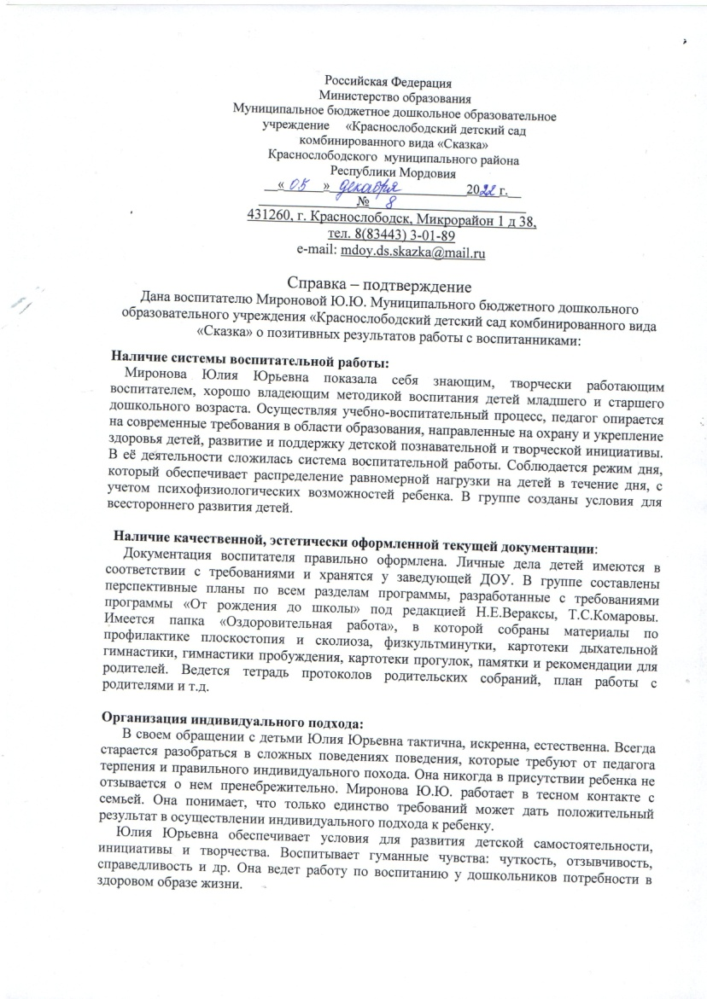 Российская Федерация
Министерство образования
Муниципальное бюджетное дошкольное образовательное
учреждение «Краснослободский детский сад
комбинированного вида «Сказка»
Краснослободского муниципального района
Республики Мордовия
« 05 » декабря 2022 г.
№ 8
431260, г. Краснослободск, Микрорайон 1 д 38,
тел. 8(83443) 3-01-89
e-mail: mdoy.ds.skazka@mail.ru
Справка – подтверждение
Дана воспитателю Мироновой Ю.Ю. Муниципального бюджетного дошкольного
образовательного учреждения «Краснослободский детский сад комбинированного вида
«Сказка» о позитивных результатов работы с воспитанниками:
Наличие системы воспитательной работы:
Миронова Юлия Юрьевна показала себя знающим, творчески работающим
воспитателем, хорошо владеющим методикой воспитания детей младшего и старшего
дошкольного возраста. Осуществляя учебно-воспитательный процесс, педагог опирается
на современные требования в области образования, направленные на охрану и укрепление
здоровья детей, развитие и поддержку детской познавательной и творческой инициативы.
В её деятельности сложилась система воспитательной работы. Соблюдается режим дня,
который обеспечивает распределение равномерной нагрузки на детей в течение дня, с
учетом психофизиологических возможностей ребенка. В группе созданы условия для
всестороннего развития детей.
Наличие качественной, эстетически оформленной текущей документации:
Документация воспитателя правильно оформлена. Личные дела детей имеются в
соответствии с требованиями и хранятся у заведующей ДОУ. В группе составлены
перспективные планы по всем разделам программы, разработанные с требованиями
программы «От рождения до школы» под редакцией Н.Е.Вераксы, Т.С.Комаровы.
Имеется папка «Оздоровительная работа», в которой собраны материалы по
профилактике плоскостопия и сколиоза, физкультминутки, картотеки дыхательной
гимнастики, гимнастики пробуждения, картотеки прогулок, памятки и рекомендации для
родителей. Ведется тетрадь протоколов родительских собраний, план работы с
родителями и т.д.
Организация индивидуального подхода:
В своем обращении с детьми Юлия Юрьевна тактична, искренна, естественна. Всегда
старается разобраться в сложных поведениях поведения, которые требуют от педагога
терпения и правильного индивидуального похода. Она никогда в присутствии ребенка не
отзывается о нем пренебрежительно. Миронова Ю.Ю. работает в тесном контакте с
семьей. Она понимает, что только единство требований может дать положительный
результат в осуществлении индивидуального подхода к ребенку.
Юлия Юрьевна обеспечивает условия для развития детской самостоятельности,
инициативы и творчества. Воспитывает гуманные чувства: чуткость, отзывчивость,
справедливость и др. Она ведет работу по воспитанию у дошкольников потребности в
здоровом образе жизни.